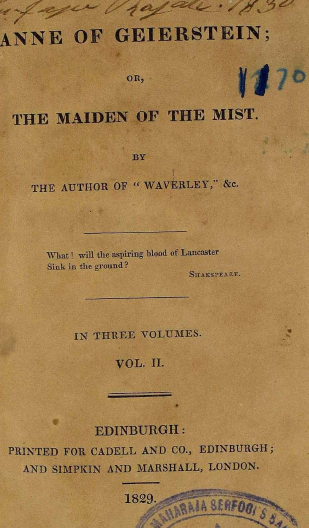 1830
ANNE OF GEIERSTEIN;
OR,
70
THE MAIDEN OF THE MIST.
BY
THE AUTHOR OF "WAVERLEY," &c.
What! will the aspiring blood of Lancaster
Sink in the ground?
SHAKSPEARE.
IN THREE VOLUMES.
VOL. II.
EDINBURGH:
PRINTED FOR CADELL AND CO., EDINBURGH;
AND SIMPKIN AND MARSHALL, LONDON.
1829.
MAHARAJA SERFOJI'S